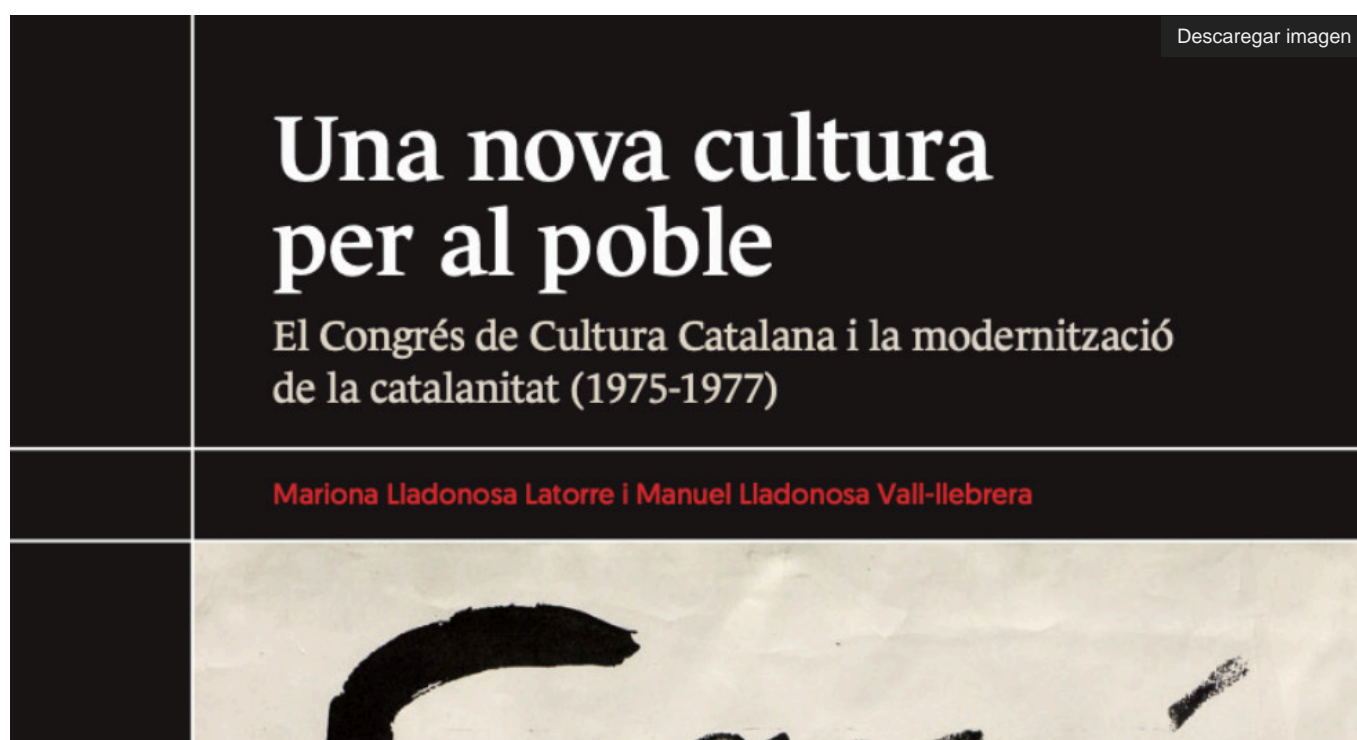 Descaregar imagen
Una nova cultura
per al poble
El Congrés de Cultura Catalana i la modernització
de la catalanitat (1975-1977)
Mariona Lladonosa Latorre i Manuel Lladonosa Vall-llebrera